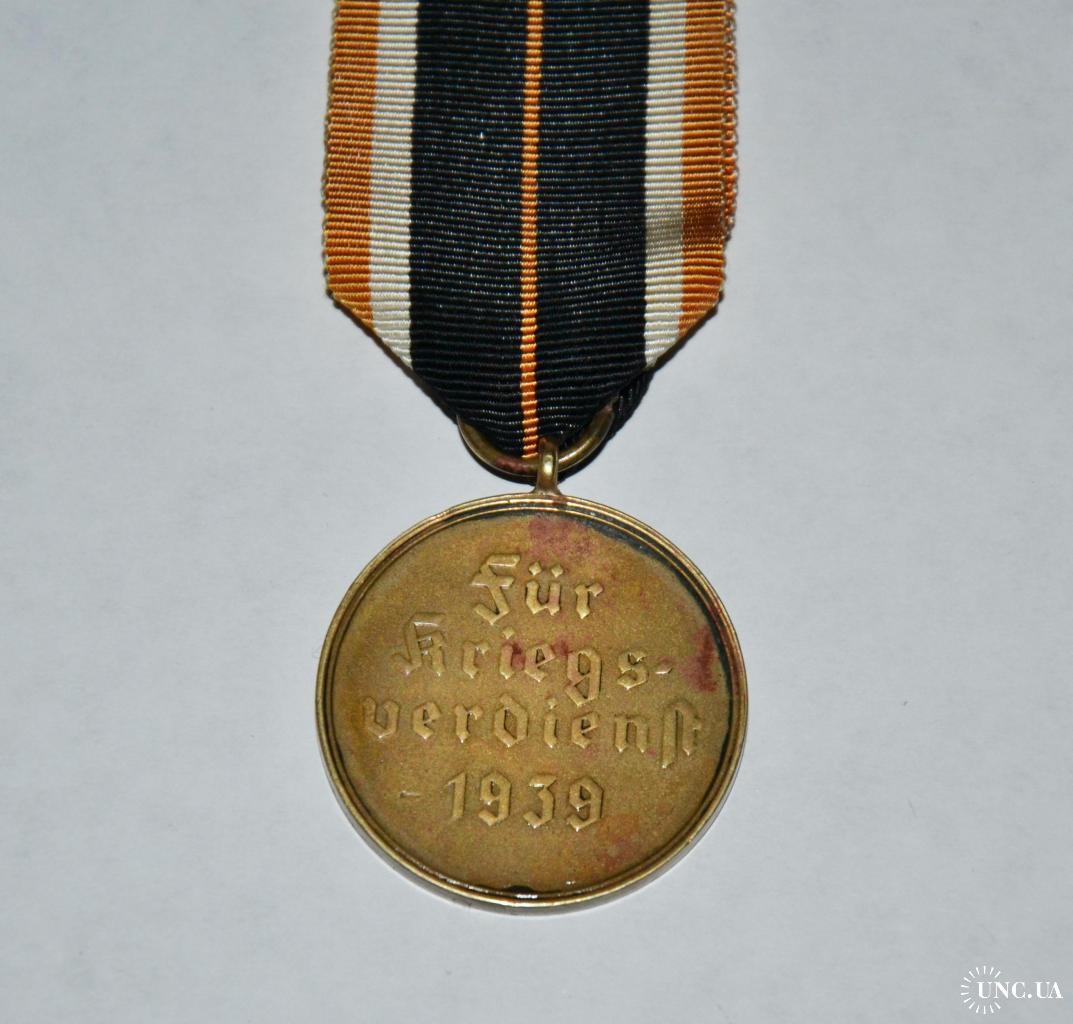 Für
Kriegs-
verdienst
1939
UNC.UA